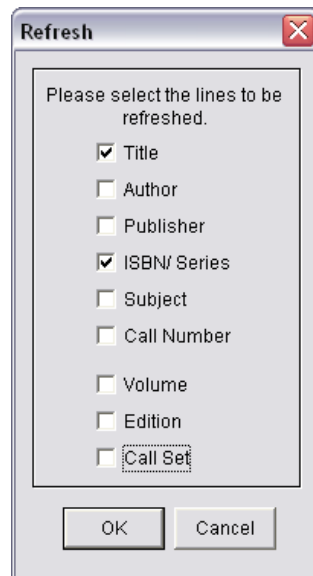 Refresh
Please select the lines to be
refreshed.
Title
Author
Publisher
ISBN/ Series
Subject
Call Number
Volume
Edition
Call Set
OK
Cancel